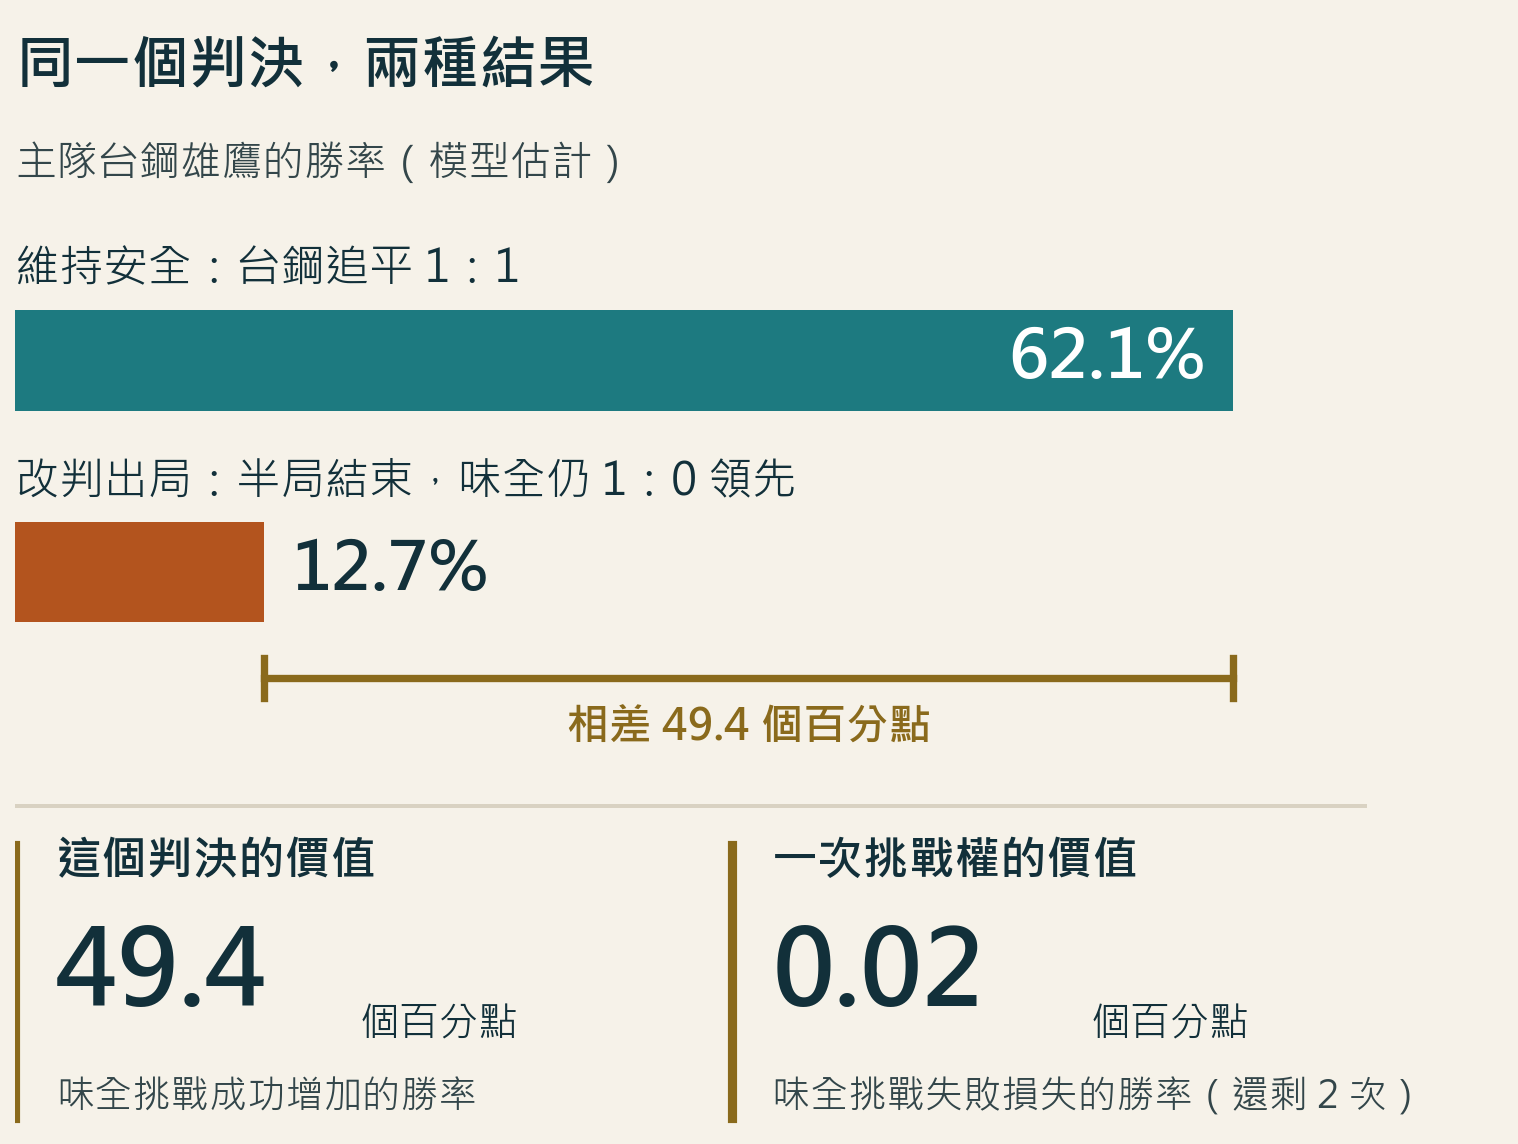 同一個判決，兩種結果
主隊台鋼雄鷹的勝率（模型估計）
維持安全：台鋼追平 1：1
62.1%
改判出局：半局結束，味全仍 1：0 領先
12.7%
相差 49.4 個百分點
這個判決的價值
49.4 個百分點
味全挑戰成功增加的勝率
一次挑戰權的價值
0.02 個百分點
味全挑戰失敗損失的勝率（還剩 2 次）